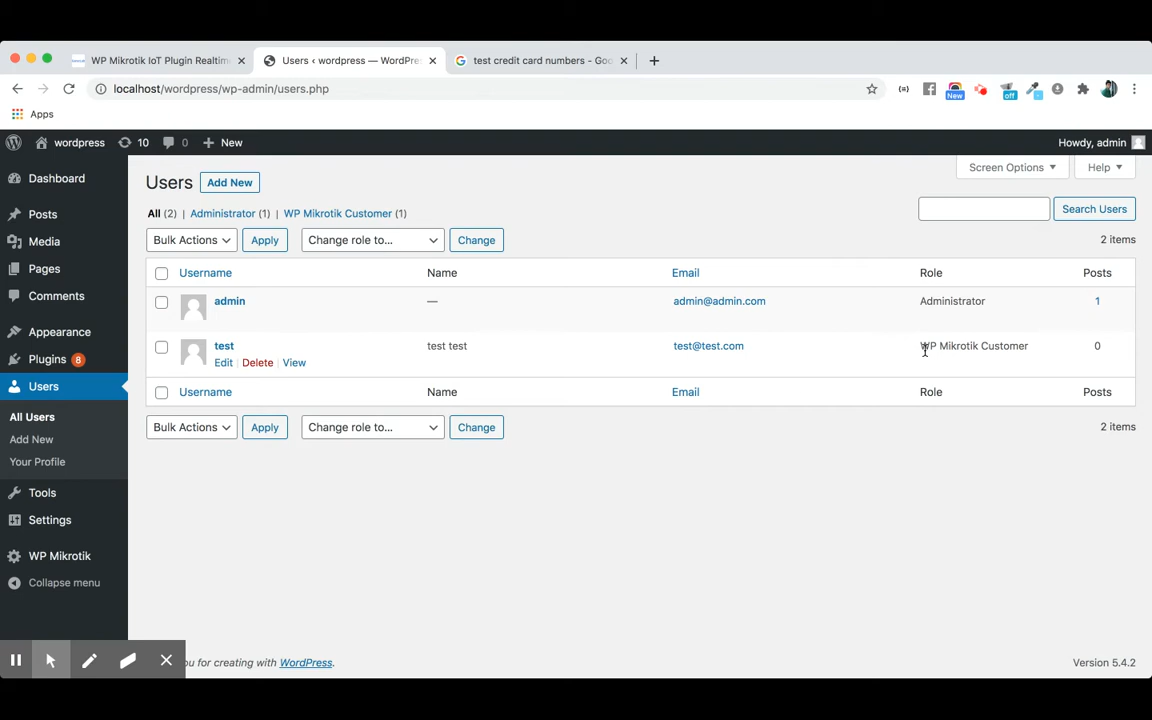 WP Mikrotik IoT Plugin Realtim
Users ‹ wordpress — WordPres
test credit card numbers - Goo
localhost/wordpress/wp-admin/users.php
New
off
Apps
wordpress
10
0
New
Howdy, admin
Dashboard
Posts
Media
Pages
Comments
Appearance
Plugins 8
Users
All Users
Add New
Your Profile
Tools
Settings
WP Mikrotik
Collapse menu
Screen Options
Help
Users
Add New
All (2) | Administrator (1) | WP Mikrotik Customer (1)
Search Users
Bulk Actions
Apply
Change role to...
Change
2 items
Username
Name
Email
Role
Posts
admin
—
admin@admin.com
Administrator
1
test
test test
test@test.com
WP Mikrotik Customer
0
Edit | Delete | View
Username
Name
Email
Role
Posts
Bulk Actions
Apply
Change role to...
Change
2 items
ou for creating with WordPress.
Version 5.4.2